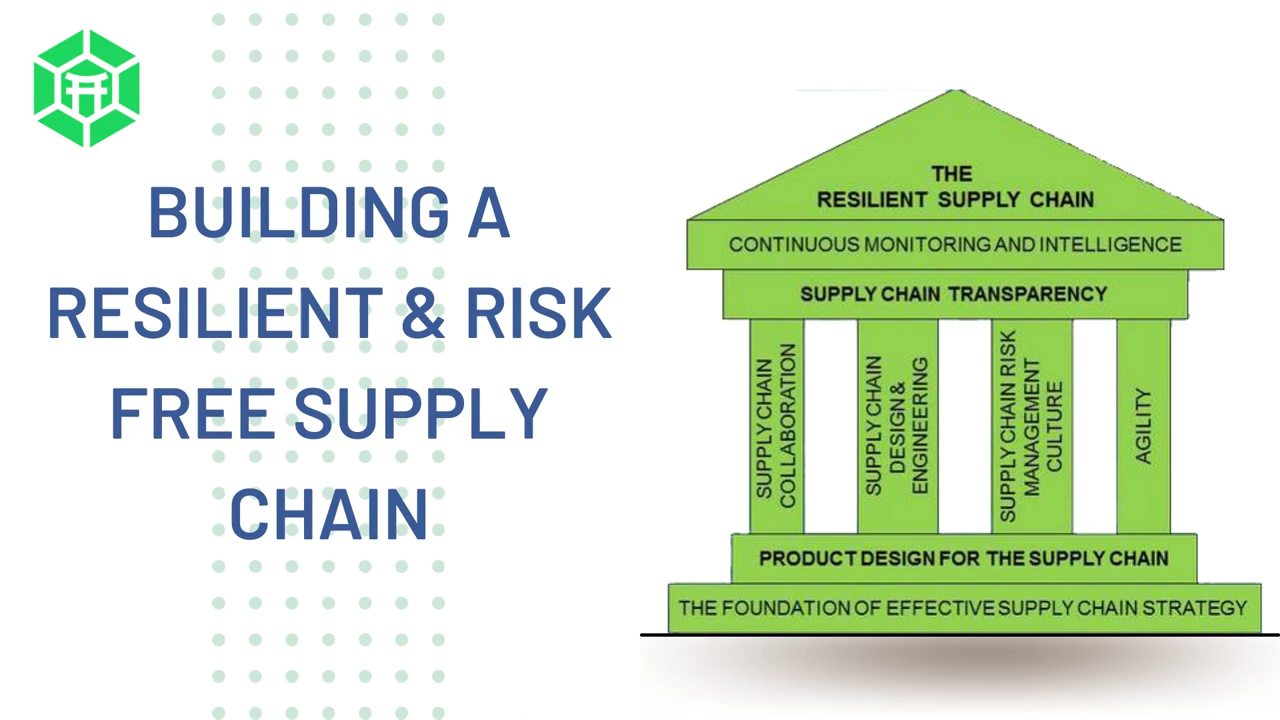 BUILDING A
RESILIENT & RISK
FREE SUPPLY
CHAIN
THE
RESILIENT SUPPLY CHAIN
CONTINUOUS MONITORING AND INTELLIGENCE
SUPPLY CHAIN TRANSPARENCY
SUPPLY CHAIN
COLLABORATION
SUPPLY CHAIN
DESIGN &
ENGINEERING
SUPPLY CHAIN RISK
MANAGEMENT
CULTURE
AGILITY
PRODUCT DESIGN FOR THE SUPPLY CHAIN
THE FOUNDATION OF EFFECTIVE SUPPLY CHAIN STRATEGY